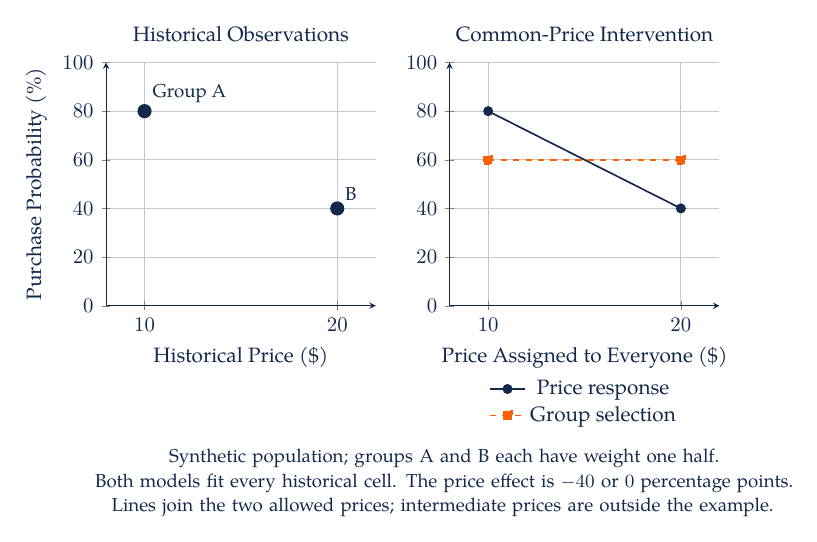 Historical Observations
Purchase Probability (%)
100
80
60
40
20
0
Group A
B
10
20
Historical Price ($)
Common-Price Intervention
100
80
60
40
20
0
10
20
Price Assigned to Everyone ($)
Price response
Group selection
Synthetic population; groups A and B each have weight one half.
Both models fit every historical cell. The price effect is −40 or 0 percentage points.
Lines join the two allowed prices; intermediate prices are outside the example.